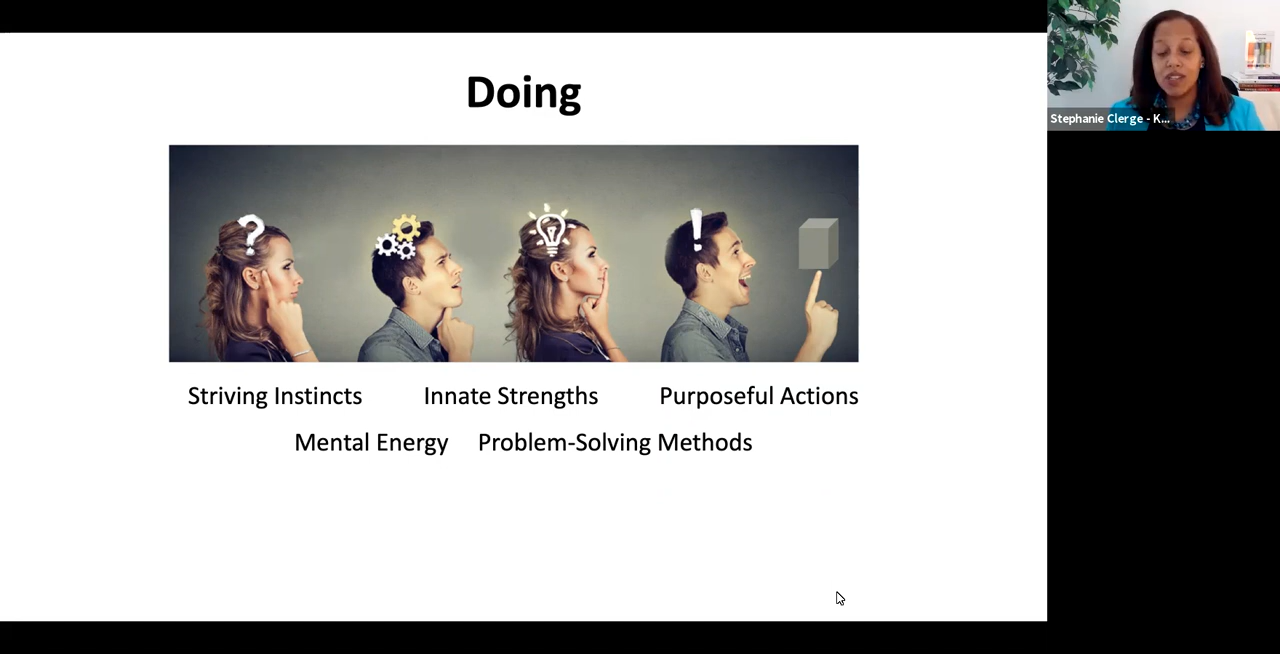 Doing
Stephanie Clerge - K...
?
!
Striving Instincts Innate Strengths Purposeful Actions
Mental Energy Problem-Solving Methods